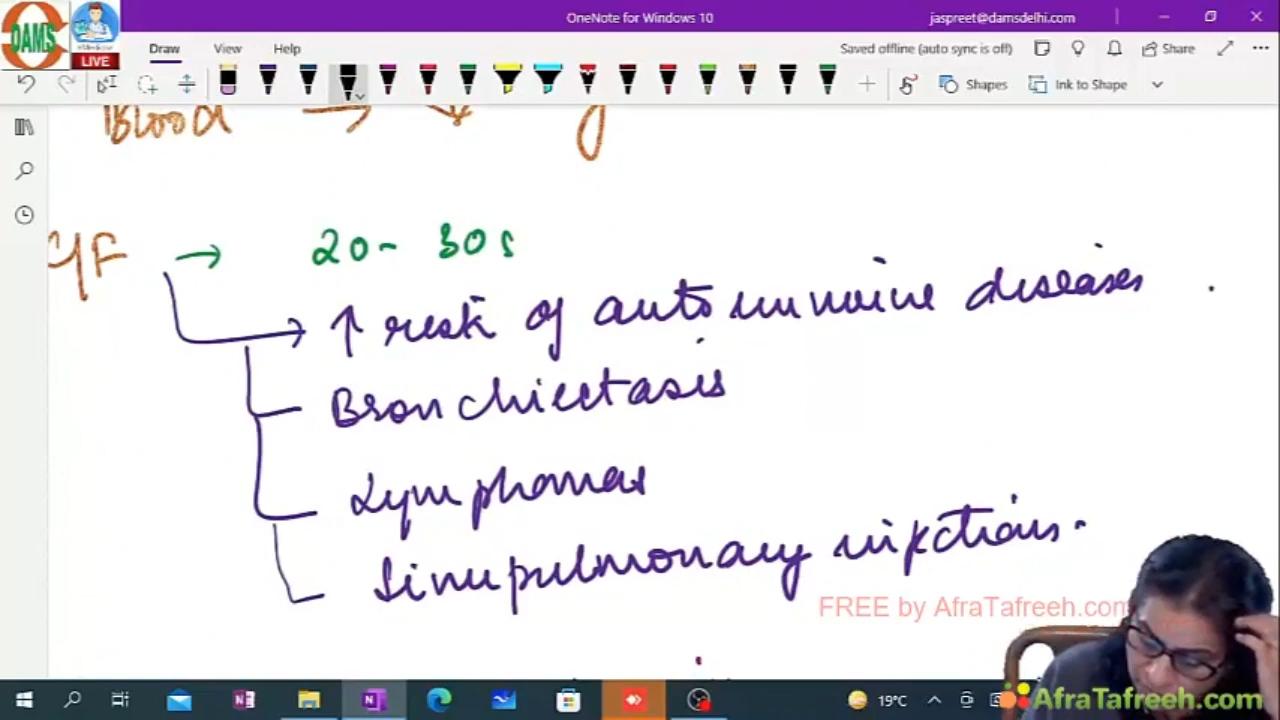 OneNote for Windows 10
jaspreet@damsdelhi.com
DAMS
eMedicoz
LIVE
Draw View Help
Saved offline (auto sync is off)
Share
Shapes
Ink to Shape
Blood →
C/F → 20- 30s
→ ↑ risk of autoimmune diseases .
Bronchiectasis
Lymphomas
Sinupulmonary infections.
FREE by AfraTafreeh.com
19°C
AfraTafreeh.com